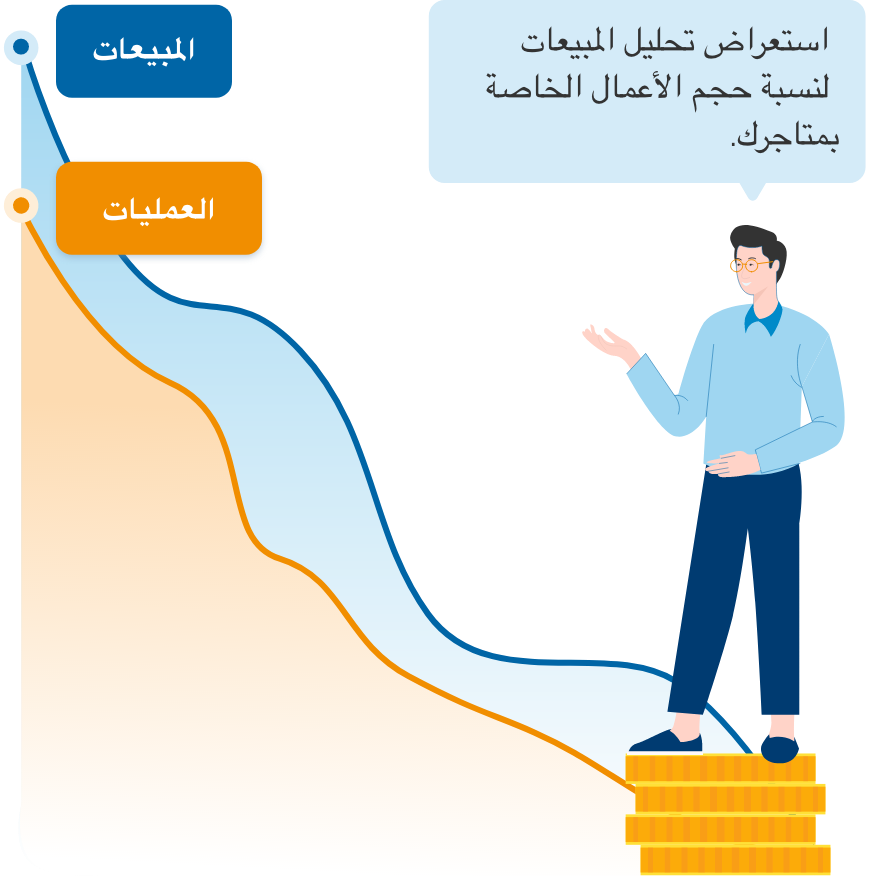 المبيعات
استعراض تحليل المبيعات
لنسبة حجم الأعمال الخاصة
بمتاجرك.
العمليات